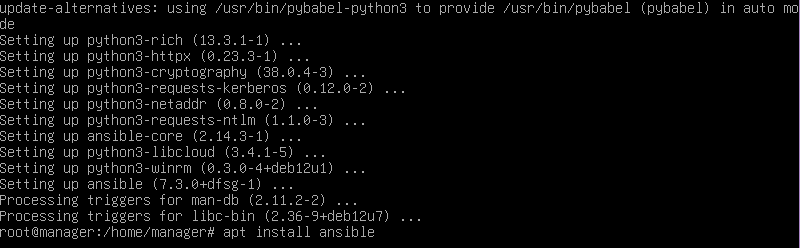 update-alternatives: using /usr/bin/pybabel-python3 to provide /usr/bin/pybabel (pybabel) in auto mo
de
Setting up python3-rich (13.3.1-1) ...
Setting up python3-httpx (0.23.3-1) ...
Setting up python3-cryptography (38.0.4-3) ...
Setting up python3-requests-kerberos (0.12.0-2) ...
Setting up python3-netaddr (0.8.0-2) ...
Setting up python3-requests-ntlm (1.1.0-3) ...
Setting up ansible-core (2.14.3-1) ...
Setting up python3-libcloud (3.4.1-5) ...
Setting up python3-winrm (0.3.0-4+deb12u1) ...
Setting up ansible (7.3.0+dfsg-1) ...
Processing triggers for man-db (2.11.2-2) ...
Processing triggers for libc-bin (2.36-9+deb12u7) ...
root@manager:/home/manager# apt install ansible